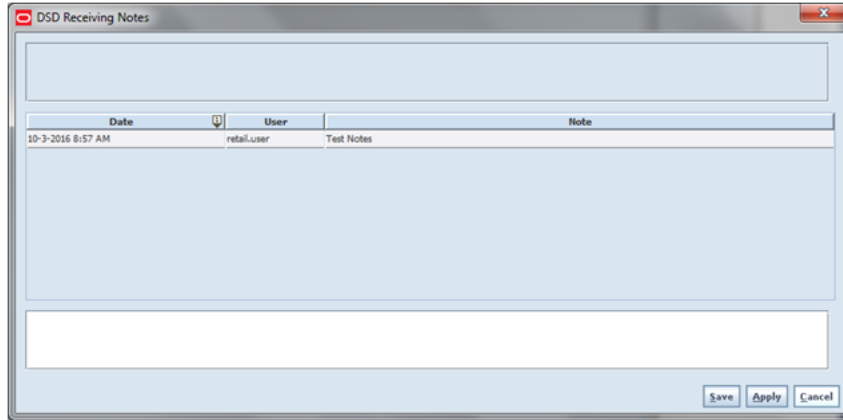 DSD Receiving Notes
Date User Note
10-3-2016 8:57 AM retail.user Test Notes
Save Apply Cancel